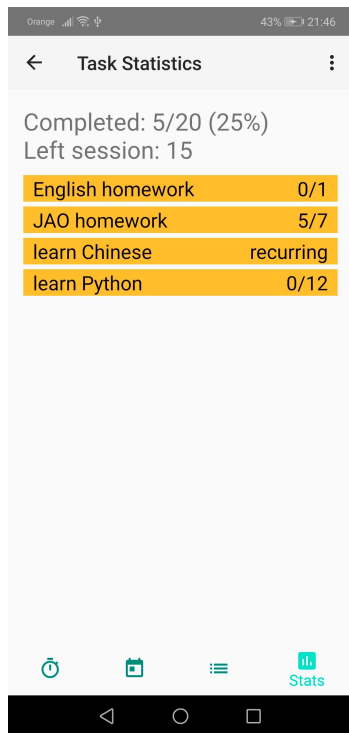 Orange 43% 21:46
Task Statistics
Completed: 5/20 (25%)
Left session: 15
English homework 0/1
JAO homework 5/7
learn Chinese recurring
learn Python 0/12
Stats